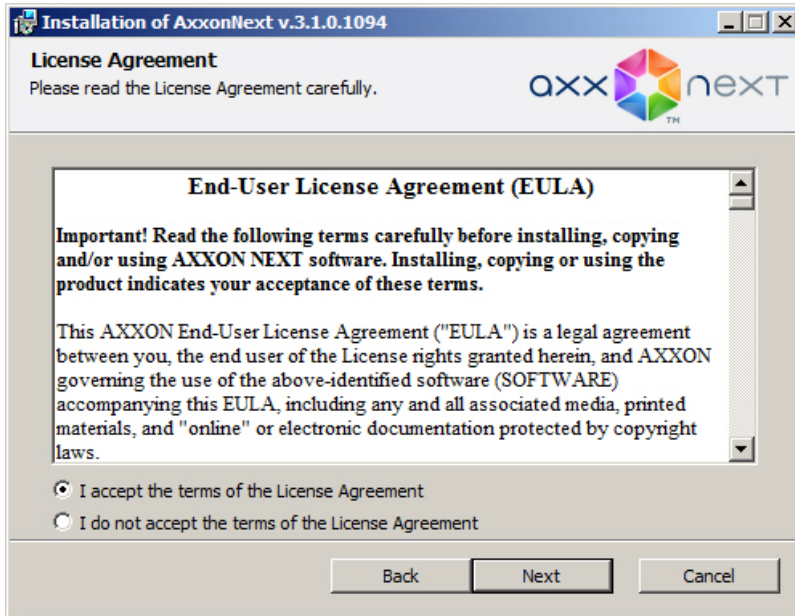 Installation of AxxonNext v.3.1.0.1094
License Agreement
Please read the License Agreement carefully.
axxnext
TM
End-User License Agreement (EULA)
Important! Read the following terms carefully before installing, copying
and/or using AXXON NEXT software. Installing, copying or using the
product indicates your acceptance of these terms.
This AXXON End-User License Agreement ("EULA") is a legal agreement
between you, the end user of the License rights granted herein, and AXXON
governing the use of the above-identified software (SOFTWARE)
accompanying this EULA, including any and all associated media, printed
materials, and "online" or electronic documentation protected by copyright
laws.
I accept the terms of the License Agreement
I do not accept the terms of the License Agreement
Back Next Cancel